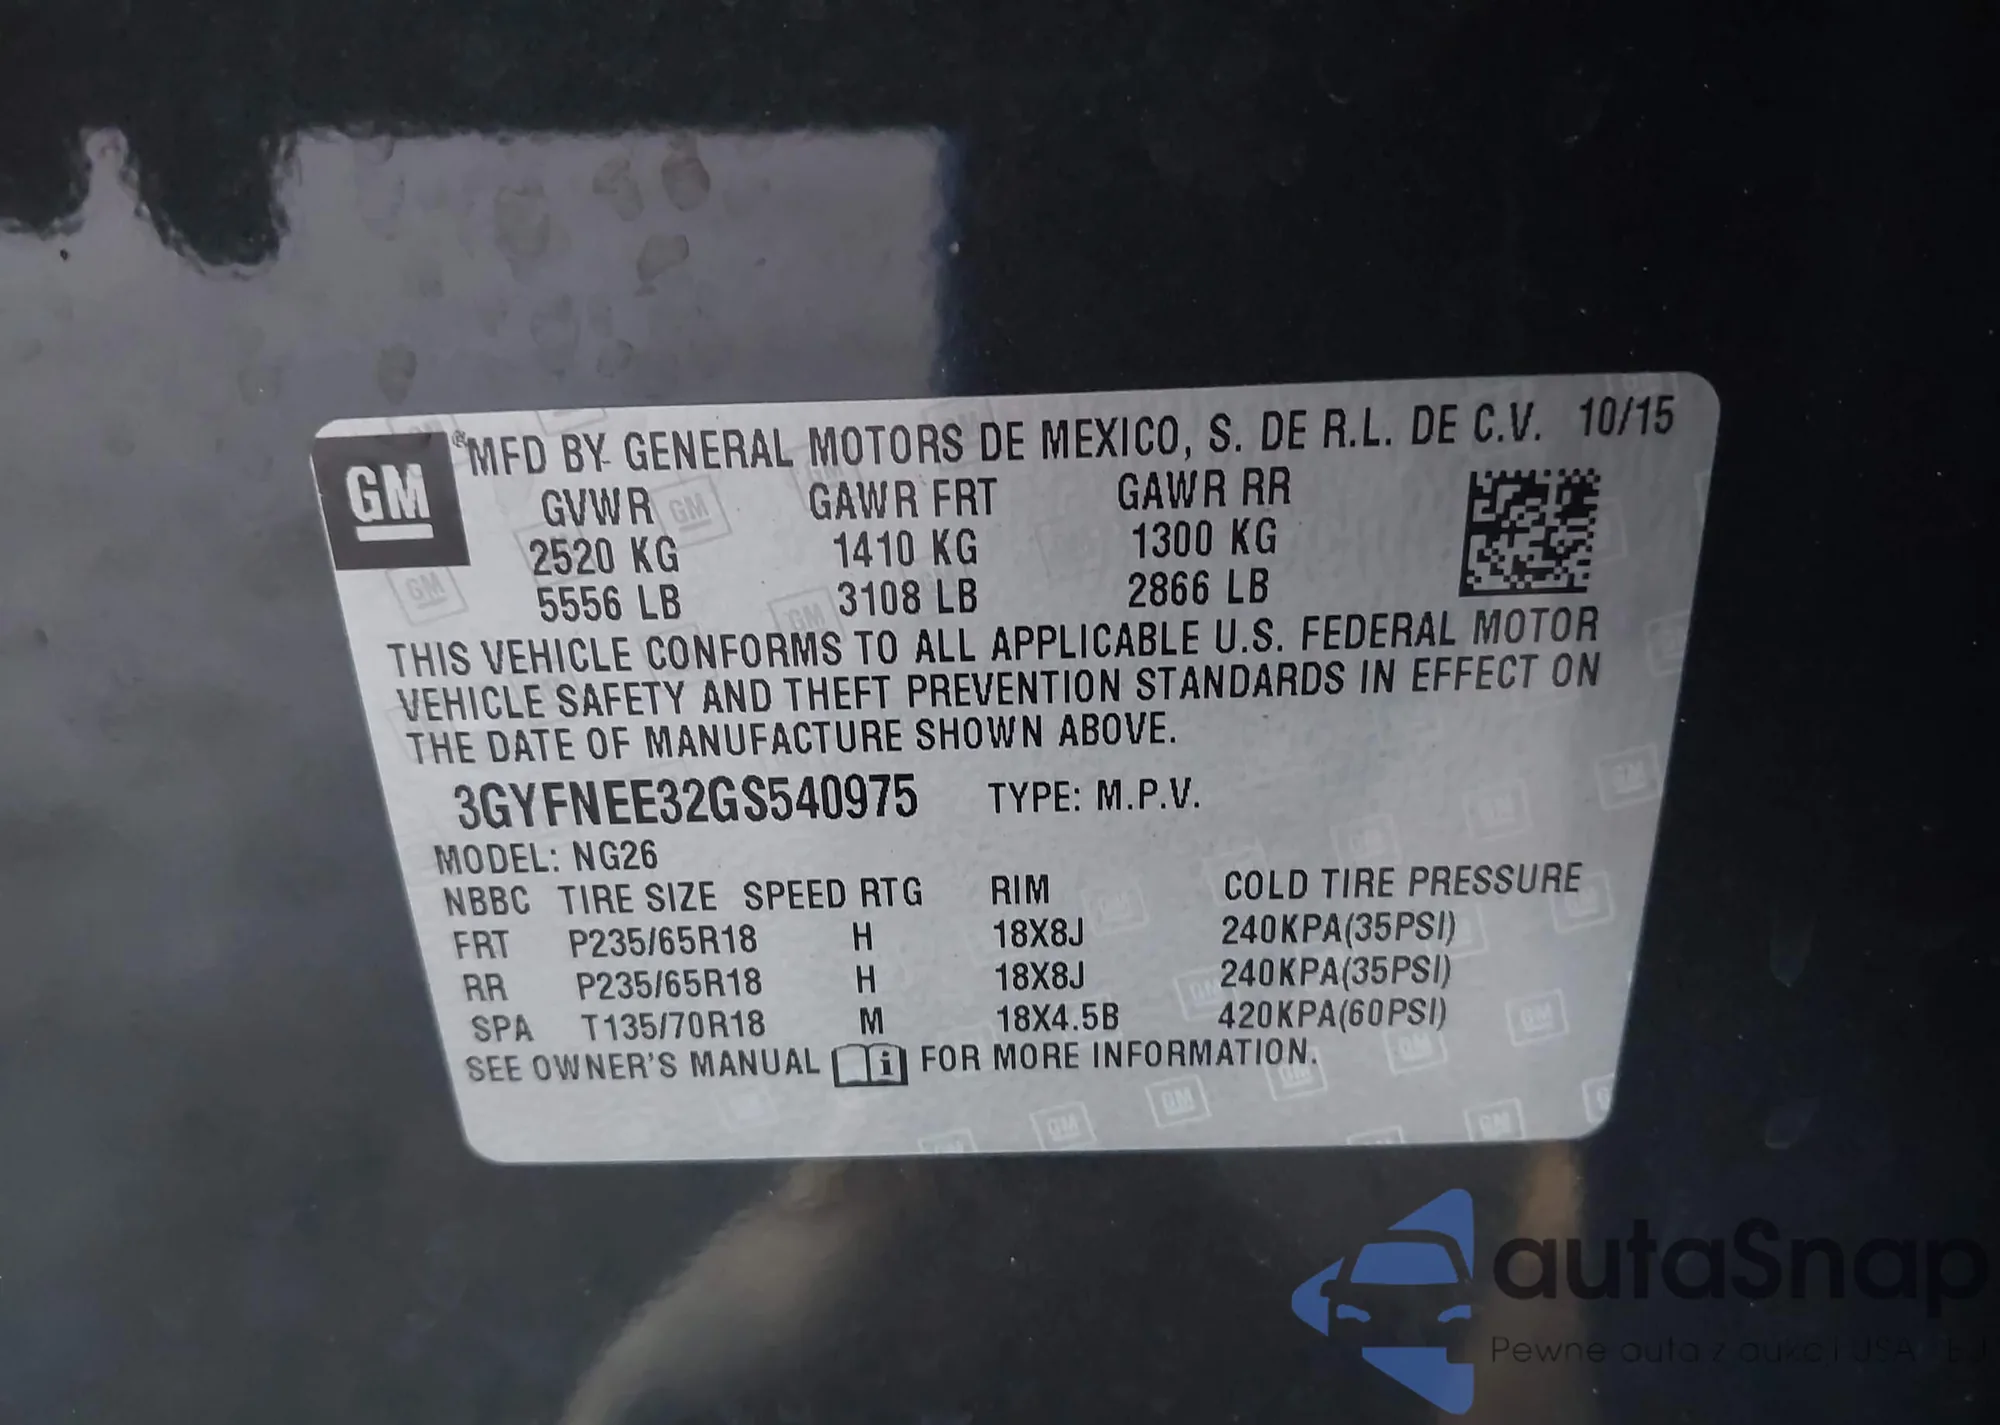 GM
MFD BY GENERAL MOTORS DE MEXICO, S. DE R.L. DE C.V. 10/15
GVWR GAWR FRT GAWR RR
2520 KG 1410 KG 1300 KG
5556 LB 3108 LB 2866 LB
THIS VEHICLE CONFORMS TO ALL APPLICABLE U.S. FEDERAL MOTOR
VEHICLE SAFETY AND THEFT PREVENTION STANDARDS IN EFFECT ON
THE DATE OF MANUFACTURE SHOWN ABOVE.
3GYFNEE32GS540975 TYPE: M.P.V.
MODEL: NG26
NBBC TIRE SIZE SPEED RTG RIM COLD TIRE PRESSURE
FRT P235/65R18 H 18X8J 240KPA(35PSI)
RR P235/65R18 H 18X8J 240KPA(35PSI)
SPA T135/70R18 M 18X4.5B 420KPA(60PSI)
SEE OWNER'S MANUAL i FOR MORE INFORMATION.
autaSnap
Pewne auta z aukcji USA